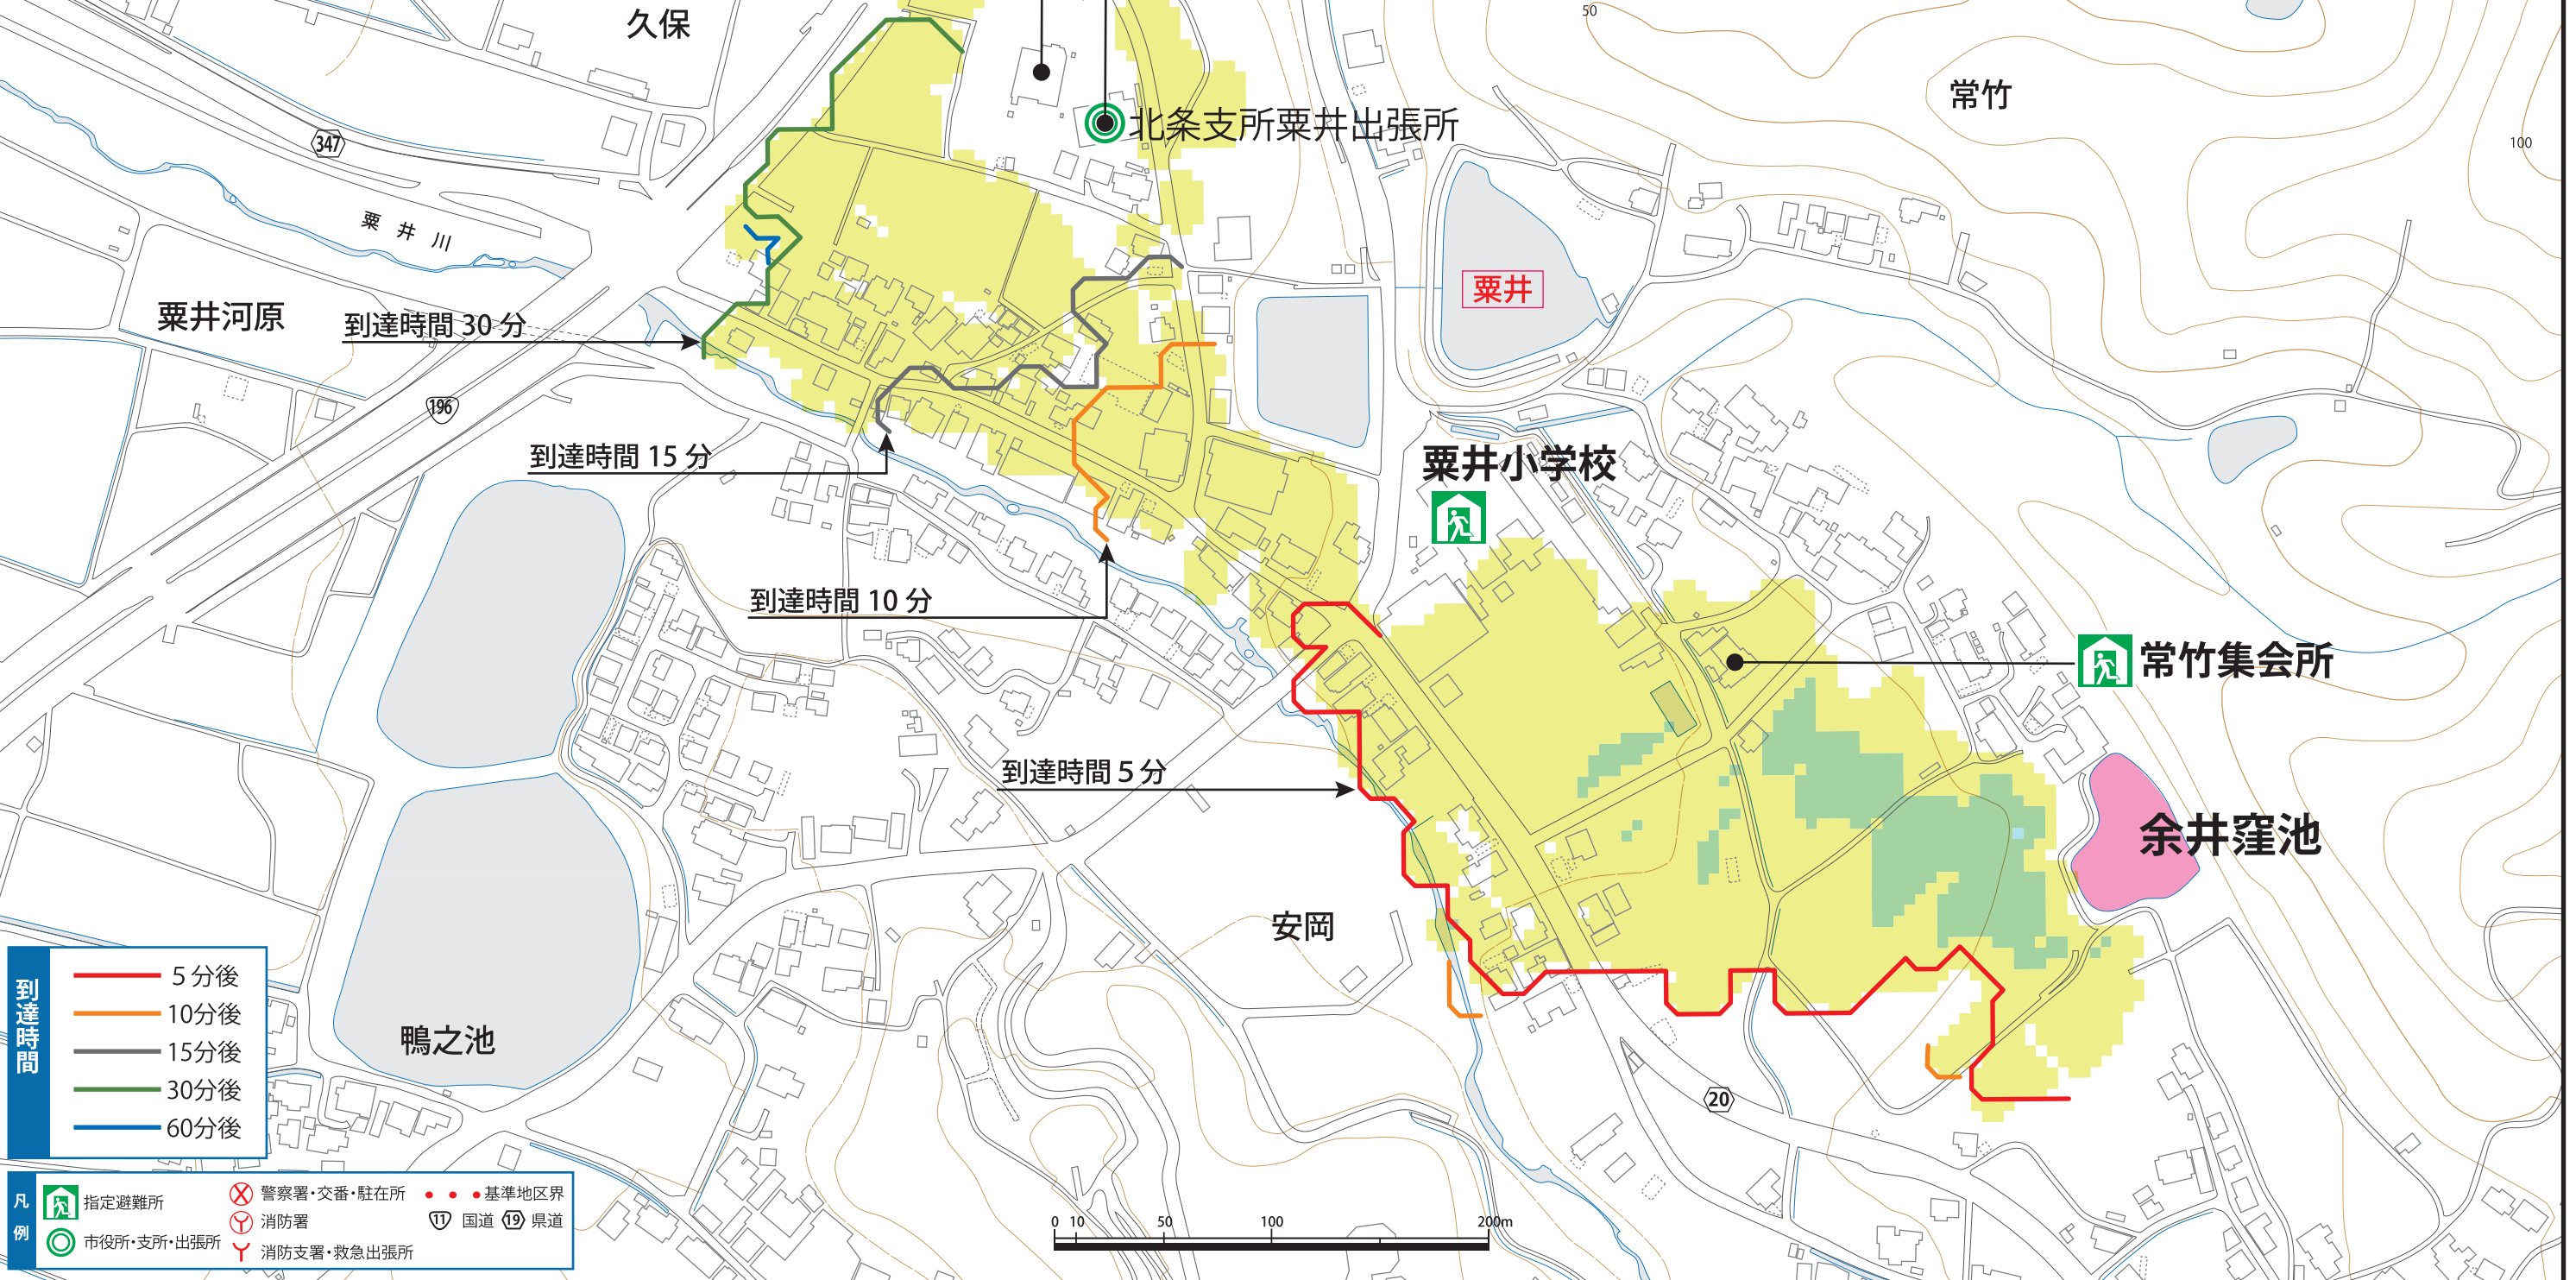 久保
50
常竹
100
347
北条支所粟井出張所
粟井川
粟井
粟井河原
到達時間 30 分
196
到達時間 15 分
粟井小学校
到達時間 10 分
常竹集会所
到達時間 5 分
余井窪池
安岡
鴨之池
20
到達時間
5 分後
10分後
15分後
30分後
60分後
凡例
指定避難所
市役所・支所・出張所
警察署・交番・駐在所
消防署
消防支署・救急出張所
基準地区界
11 国道 19 県道
0 10 50 100 200m